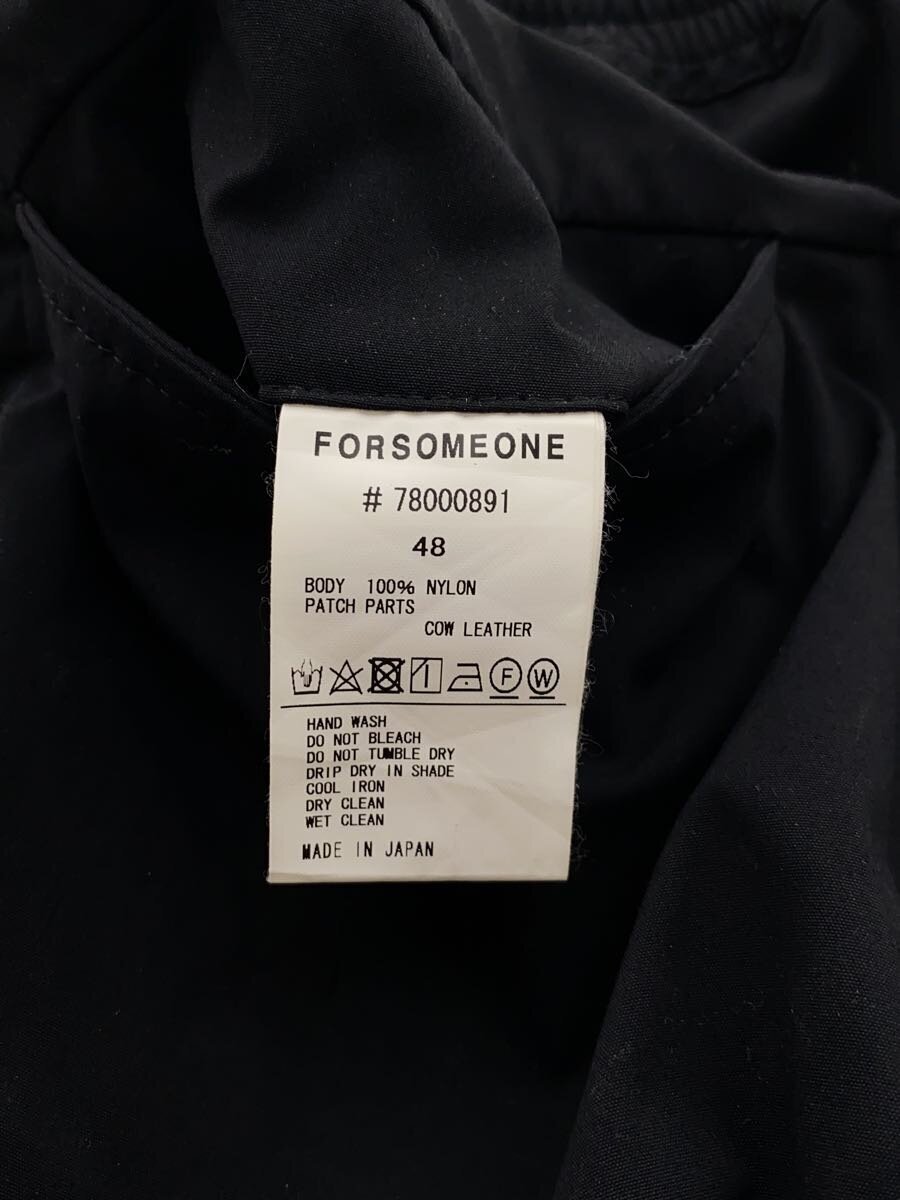 FORSOMEONE
# 78000891
48
BODY 100% NYLON
PATCH PARTS
COW LEATHER
F W
HAND WASH
DO NOT BLEACH
DO NOT TUMBLE DRY
DRIP DRY IN SHADE
COOL IRON
DRY CLEAN
WET CLEAN
MADE IN JAPAN